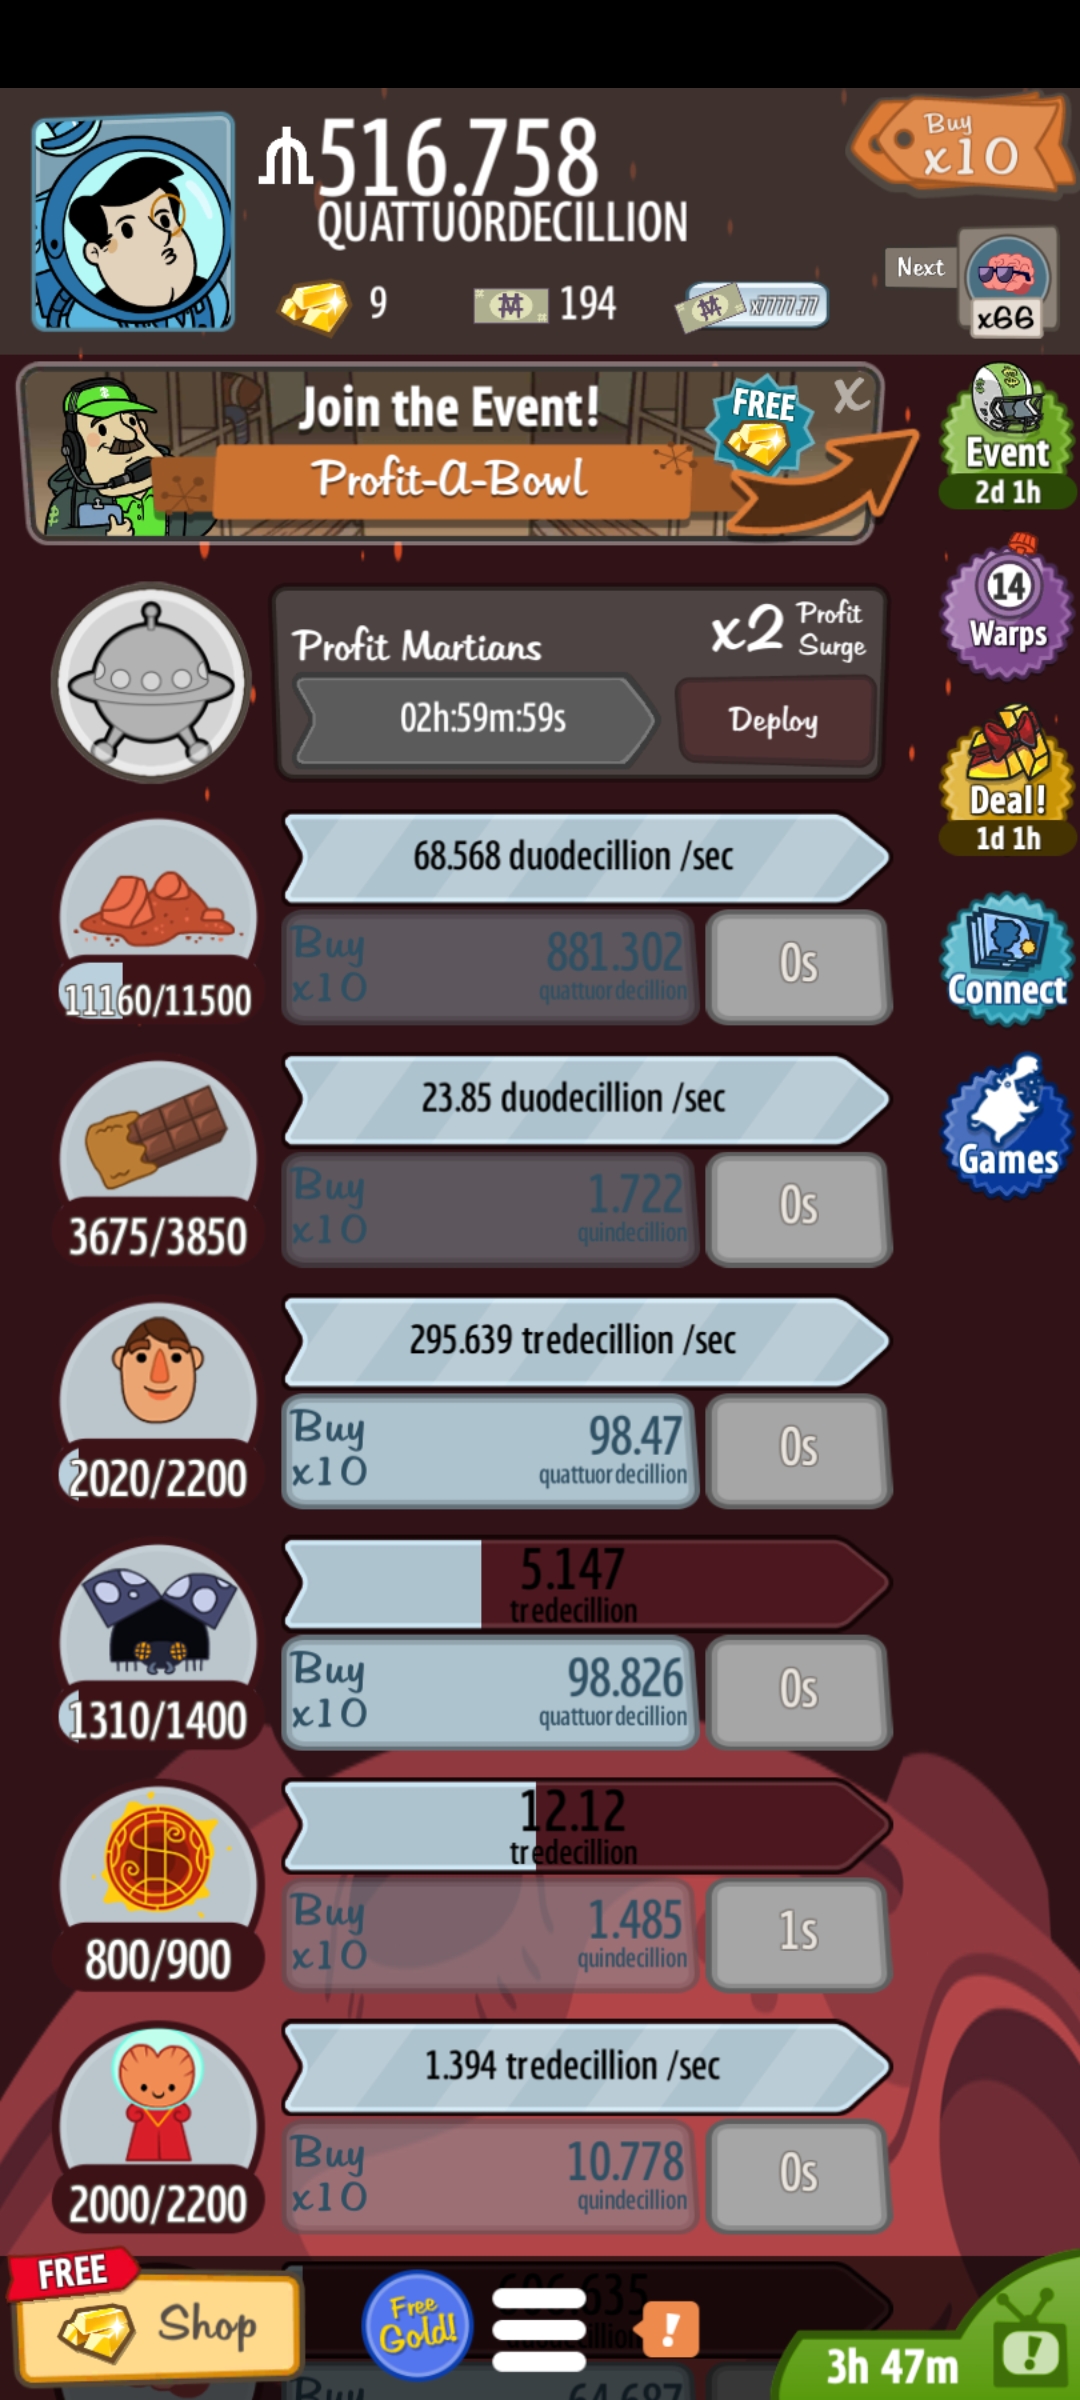 516.758
QUATTUORDECILLION
Buy
x10
9
194
x7777.77
Next
x66
Join the Event!
Profit-A-Bowl
FREE
X
Event
2d 1h
14
Warps
Deal!
1d 1h
Connect
Games
Profit Martians
x2 Profit Surge
02h:59m:59s
Deploy
68.568 duodecillion /sec
11160/11500
Buy x10
881.302
quattuordecillion
0s
23.85 duodecillion /sec
3675/3850
Buy x10
1.722
quindecillion
0s
295.639 tredecillion /sec
2020/2200
Buy x10
98.47
quattuordecillion
0s
5.147
tredecillion
1310/1400
Buy x10
98.826
quattuordecillion
0s
12.12
tredecillion
800/900
Buy x10
1.485
quindecillion
1s
1.394 tredecillion /sec
2000/2200
Buy x10
10.778
quindecillion
0s
FREE
Shop
Free Gold!
!
3h 47m
!
Buy
64.687